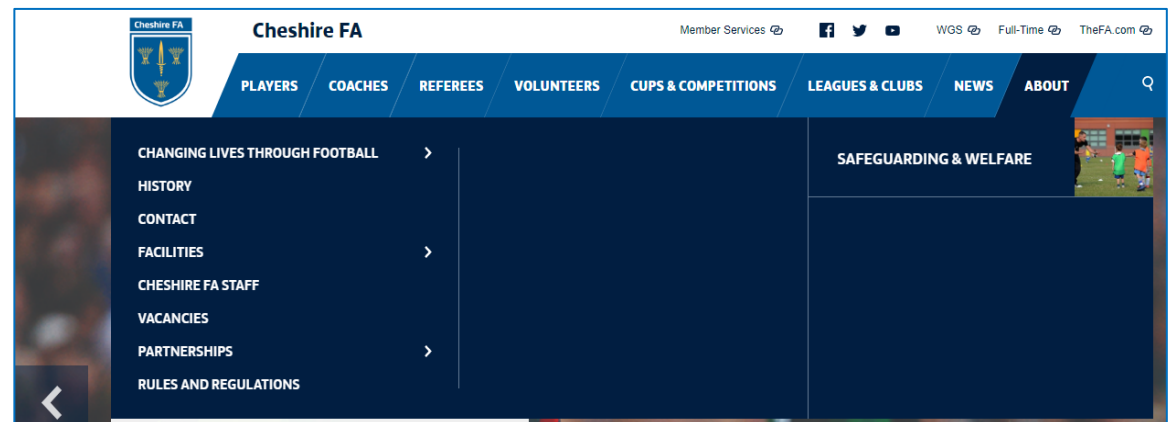 Cheshire FA
Cheshire FA
Member Services
WGS
Full-Time
TheFA.com
PLAYERS
COACHES
REFEREES
VOLUNTEERS
CUPS & COMPETITIONS
LEAGUES & CLUBS
NEWS
ABOUT
CHANGING LIVES THROUGH FOOTBALL
HISTORY
CONTACT
FACILITIES
CHESHIRE FA STAFF
VACANCIES
PARTNERSHIPS
RULES AND REGULATIONS
SAFEGUARDING & WELFARE